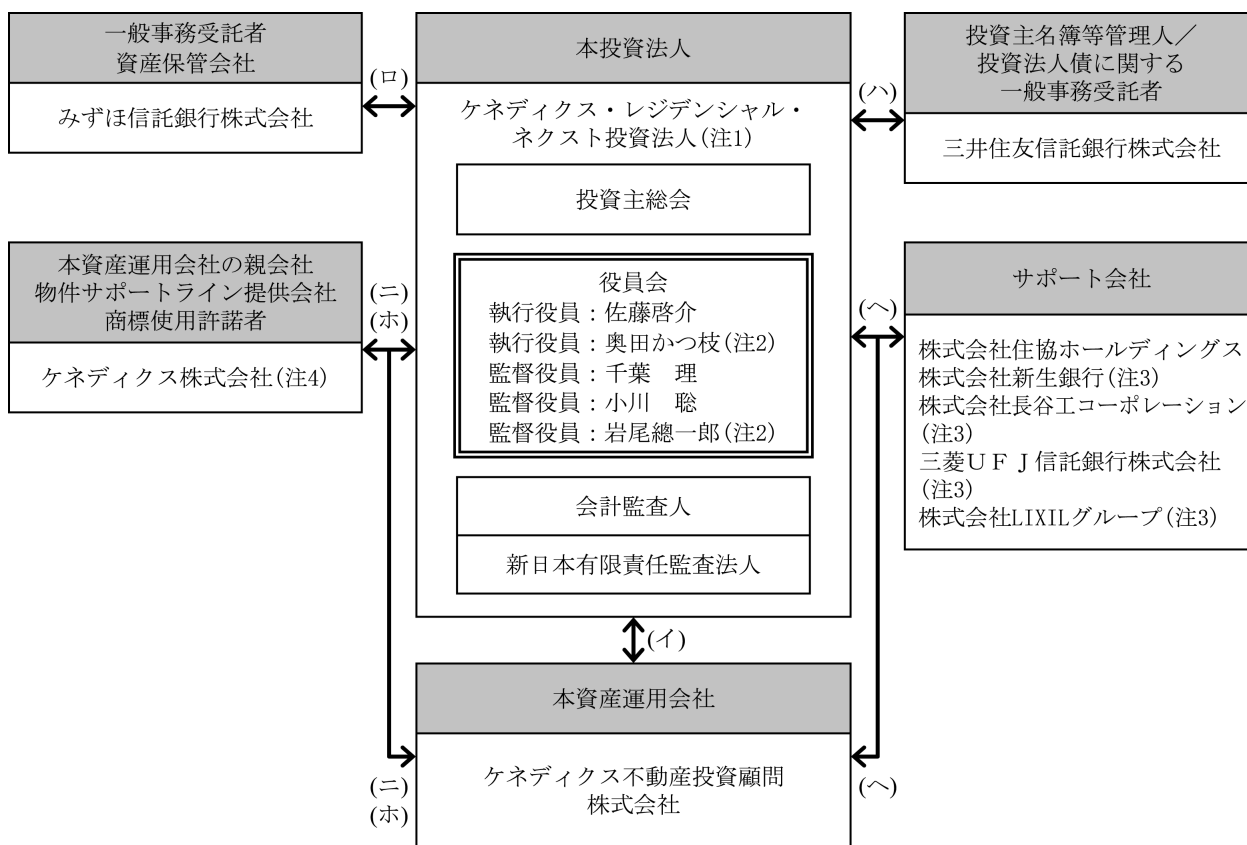 一般事務受託者
資産保管会社
みずほ信託銀行株式会社
(ロ)
本投資法人
ケネディクス・レジデンシャル・
ネクスト投資法人(注1)
投資主総会
役員会
執行役員：佐藤啓介
執行役員：奥田かつ枝(注2)
監督役員：千葉　理
監督役員：小川　聡
監督役員：岩尾總一郎(注2)
会計監査人
新日本有限責任監査法人
(ハ)
投資主名簿等管理人／
投資法人債に関する
一般事務受託者
三井住友信託銀行株式会社
本資産運用会社の親会社
物件サポートライン提供会社
商標使用許諾者
ケネディクス株式会社(注4)
(ニ)
(ホ)
(ヘ)
サポート会社
株式会社住協ホールディングス
株式会社新生銀行(注3)
株式会社長谷工コーポレーション
(注3)
三菱ＵＦＪ信託銀行株式会社
(注3)
株式会社LIXILグループ(注3)
(イ)
本資産運用会社
ケネディクス不動産投資顧問
株式会社
(ニ)
(ホ)
(ヘ)